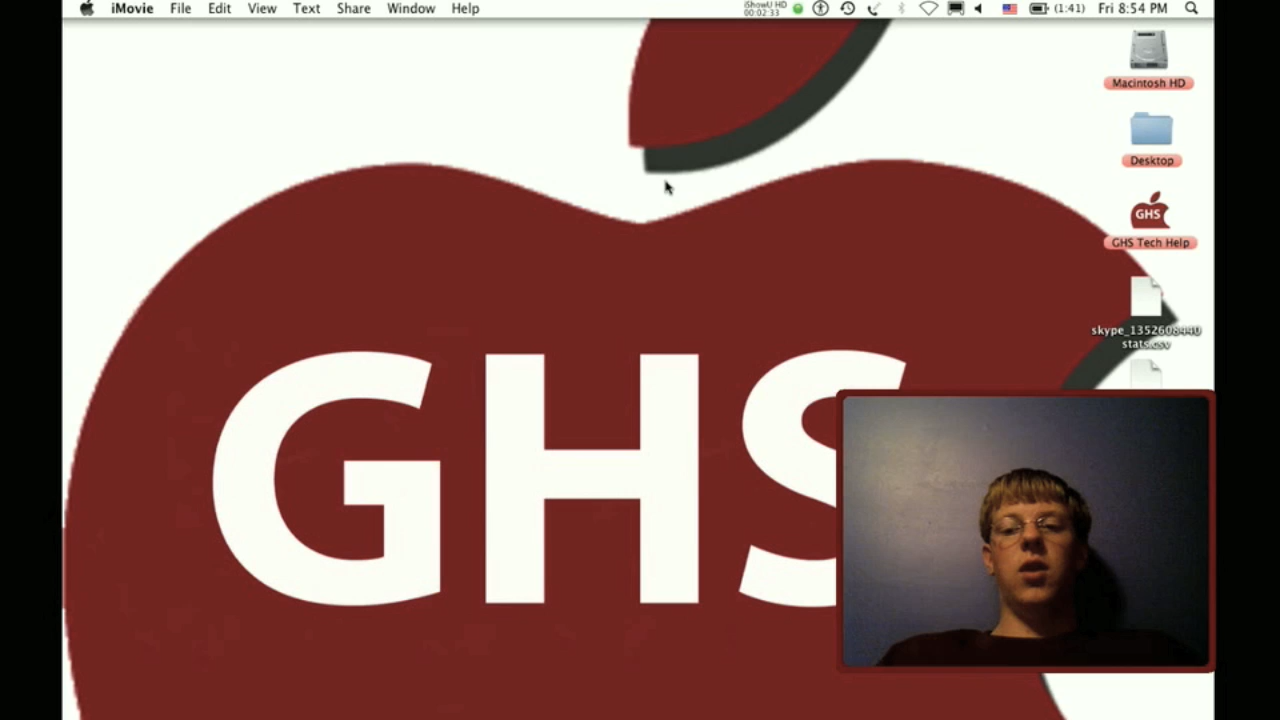 iMovie File Edit View Text Share Window Help
iShowU HD
00:02:33
(1:41) Fri 8:54 PM
Macintosh HD
Desktop
GHS
GHS Tech Help
skype_1352608440
stats.csv
GHS